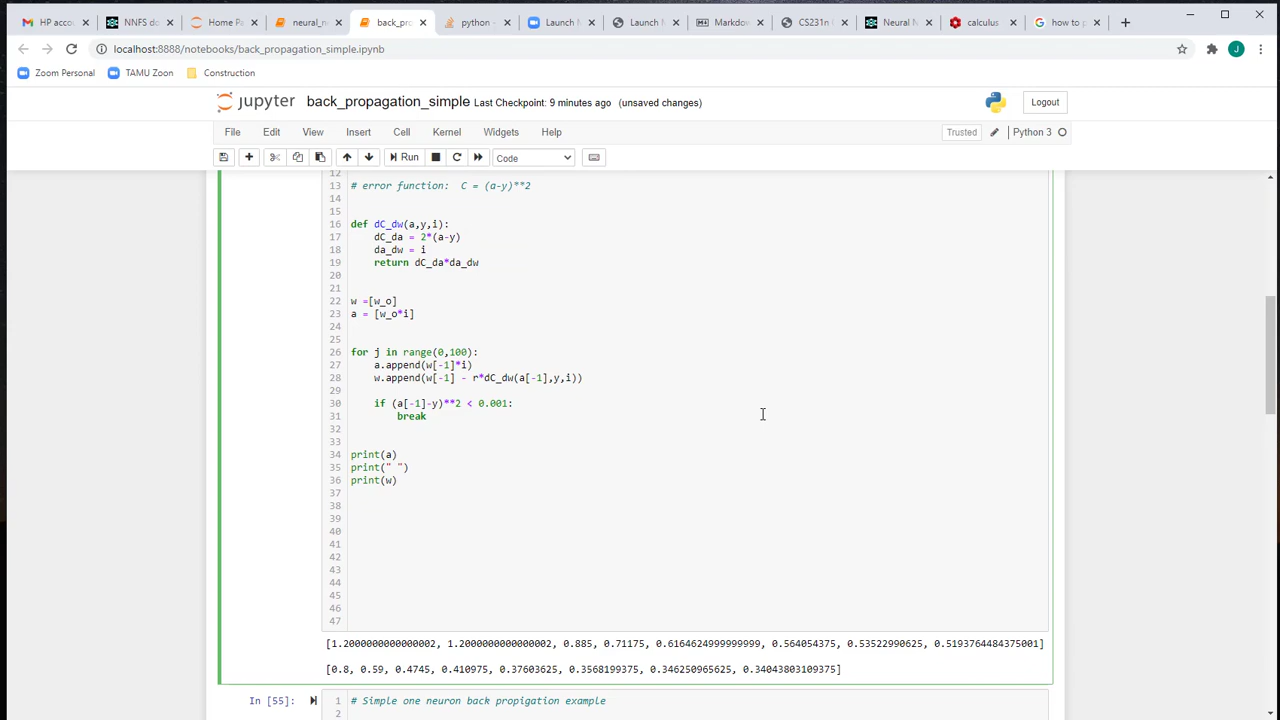 HP accou
NNFS do
Home Pa
neural_ne
back_pro
python -
Launch M
Launch M
Markdow
CS231n
Neural N
calculus
how to p
localhost:8888/notebooks/back_propagation_simple.ipynb
J
Zoom Personal
TAMU Zoon
Construction
jupyter
back_propagation_simple Last Checkpoint: 9 minutes ago (unsaved changes)
Logout
File Edit View Insert Cell Kernel Widgets Help
Trusted
Python 3
Run
Code
12
13 # error function:  C = (a-y)**2
14
15
16 def dC_dw(a,y,i):
17     dC_da = 2*(a-y)
18     da_dw = i
19     return dC_da*da_dw
20
21
22 w =[w_o]
23 a = [w_o*i]
24
25
26 for j in range(0,100):
27     a.append(w[-1]*i)
28     w.append(w[-1] - r*dC_dw(a[-1],y,i))
29
30     if (a[-1]-y)**2 < 0.001:
31         break
32
33
34 print(a)
35 print(" ")
36 print(w)
37
38
39
40
41
42
43
44
45
46
47
[1.2000000000000002, 1.2000000000000002, 0.885, 0.71175, 0.6164624999999999, 0.564054375, 0.53522990625, 0.5193764484375001]
[0.8, 0.59, 0.4745, 0.410975, 0.37603625, 0.3568199375, 0.346250965625, 0.34043803109375]
In [55]:
1 # Simple one neuron back propigation example
2